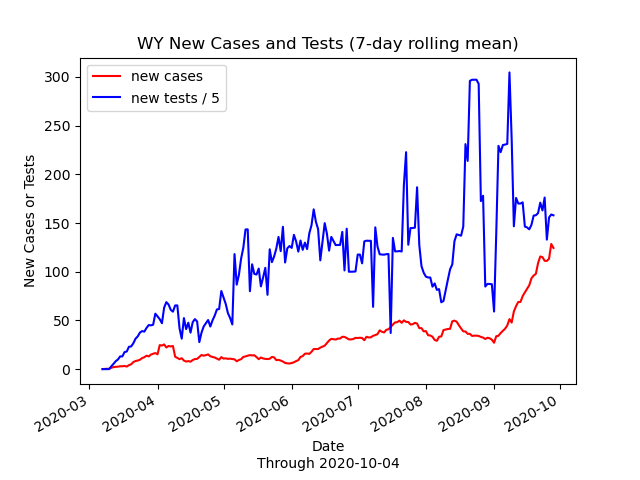 WY New Cases and Tests (7-day rolling mean)
new cases
new tests / 5
New Cases or Tests
300
250
200
150
100
50
0
2020-03
2020-04
2020-05
2020-06
2020-07
2020-08
2020-09
2020-10
Date
Through 2020-10-04